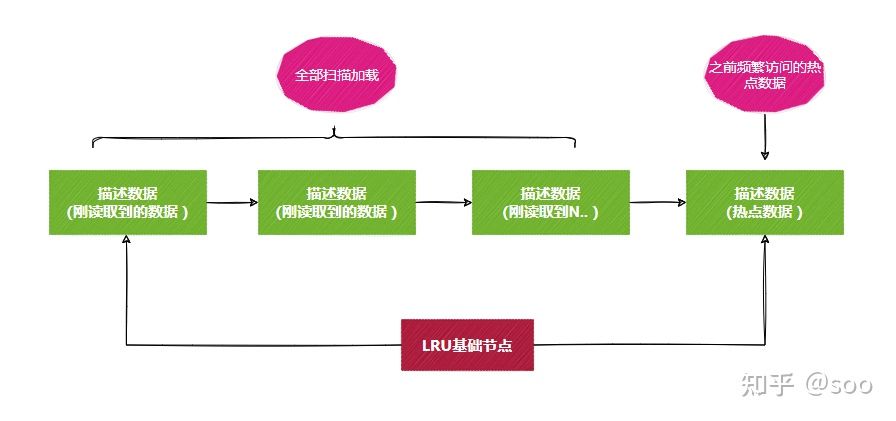 全部扫描加载
之前频繁访问的热
点数据
描述数据
(刚读取到的数据)
描述数据
(刚读取到的数据)
描述数据
(刚读取到N..)
描述数据
(热点数据)
LRU基础节点
知乎 @soo